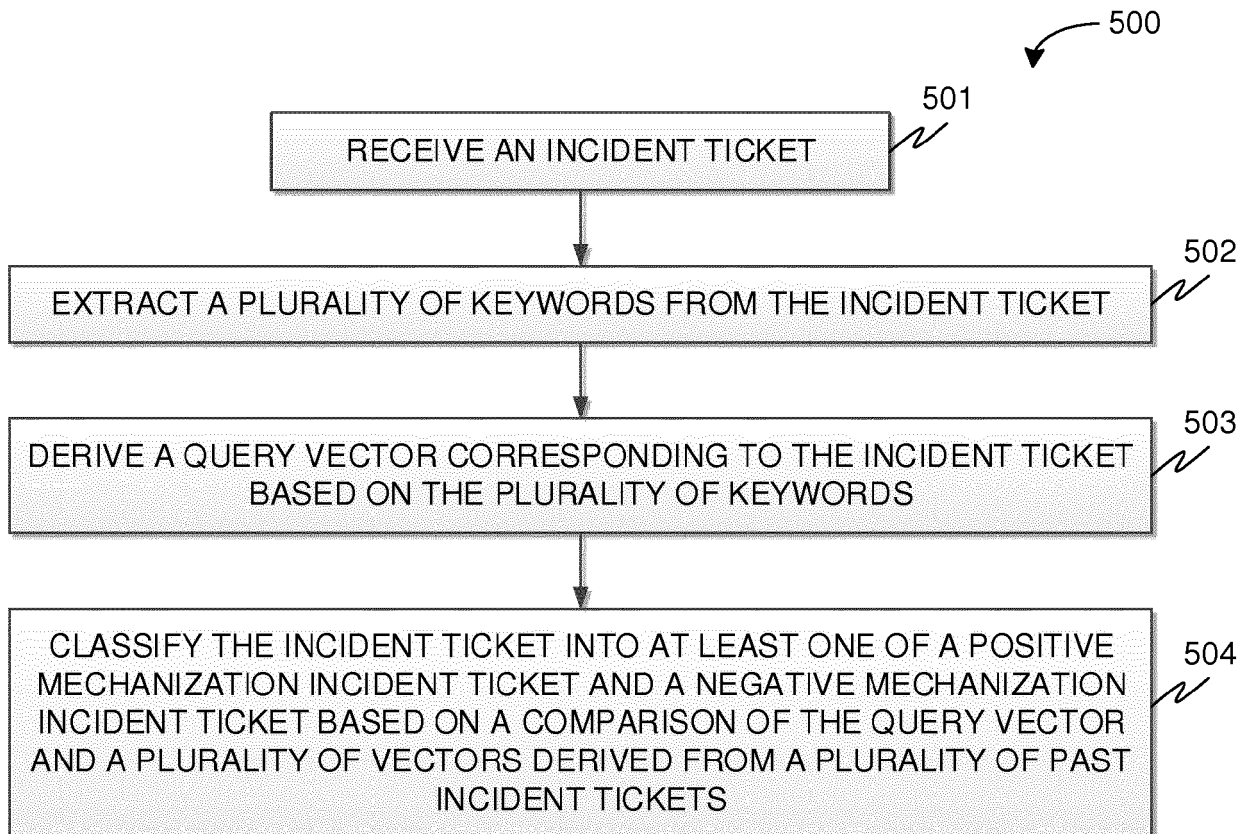 500
501
RECEIVE AN INCIDENT TICKET
502
EXTRACT A PLURALITY OF KEYWORDS FROM THE INCIDENT TICKET
503
DERIVE A QUERY VECTOR CORRESPONDING TO THE INCIDENT TICKET
BASED ON THE PLURALITY OF KEYWORDS
504
CLASSIFY THE INCIDENT TICKET INTO AT LEAST ONE OF A POSITIVE
MECHANIZATION INCIDENT TICKET AND A NEGATIVE MECHANIZATION
INCIDENT TICKET BASED ON A COMPARISON OF THE QUERY VECTOR
AND A PLURALITY OF VECTORS DERIVED FROM A PLURALITY OF PAST
INCIDENT TICKETS